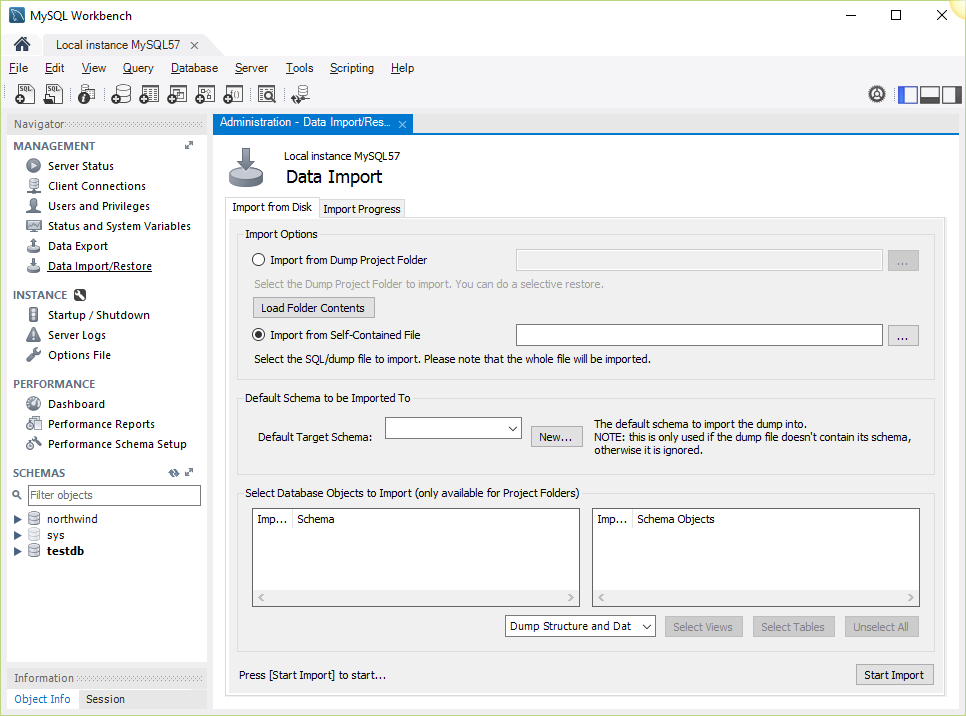 MySQL Workbench
Local instance MySQL57
File Edit View Query Database Server Tools Scripting Help
Navigator
MANAGEMENT
Server Status
Client Connections
Users and Privileges
Status and System Variables
Data Export
Data Import/Restore
INSTANCE
Startup / Shutdown
Server Logs
Options File
PERFORMANCE
Dashboard
Performance Reports
Performance Schema Setup
SCHEMAS
Filter objects
northwind
sys
testdb
Information
Object Info Session
Administration - Data Import/Res...
Local instance MySQL57
Data Import
Import from Disk Import Progress
Import Options
Import from Dump Project Folder ...
Select the Dump Project Folder to import. You can do a selective restore.
Load Folder Contents
Import from Self-Contained File ...
Select the SQL/dump file to import. Please note that the whole file will be imported.
Default Schema to be Imported To
Default Target Schema: New...
The default schema to import the dump into.
NOTE: this is only used if the dump file doesn't contain its schema,
otherwise it is ignored.
Select Database Objects to Import (only available for Project Folders)
Imp... Schema Imp... Schema Objects
Dump Structure and Dat Select Views Select Tables Unselect All
Press [Start Import] to start... Start Import